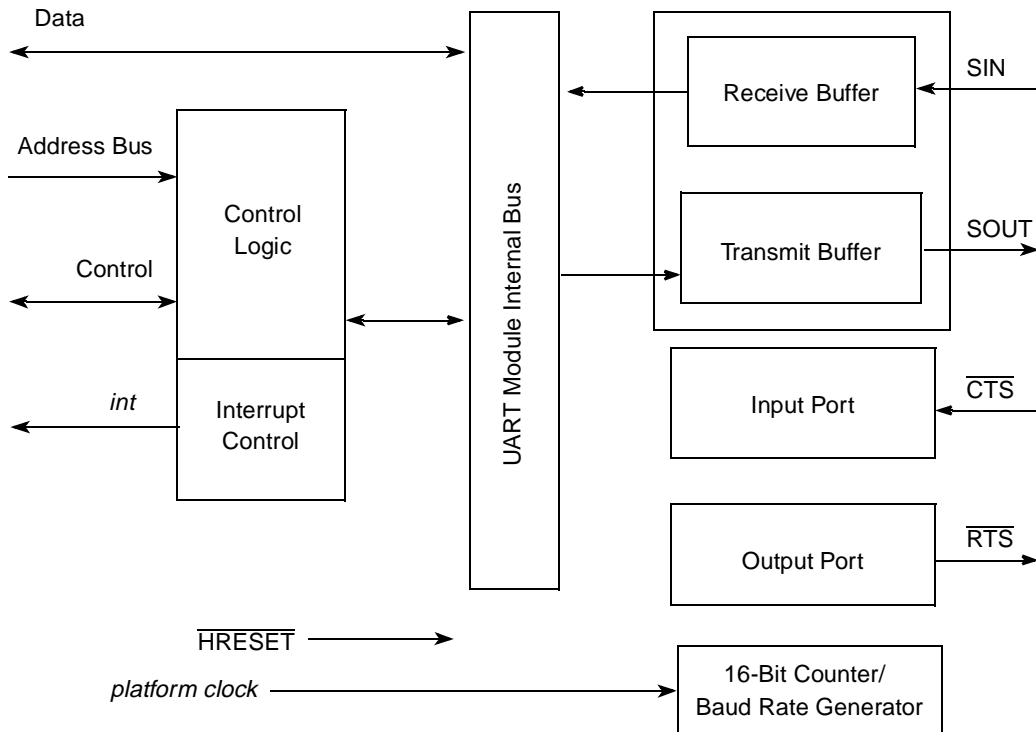 Data
Address Bus
Control
int
Control
Logic
Interrupt
Control
UART Module Internal Bus
Receive Buffer
SIN
Transmit Buffer
SOUT
Input Port
CTS
Output Port
RTS
HRESET
platform clock
16-Bit Counter/
Baud Rate Generator